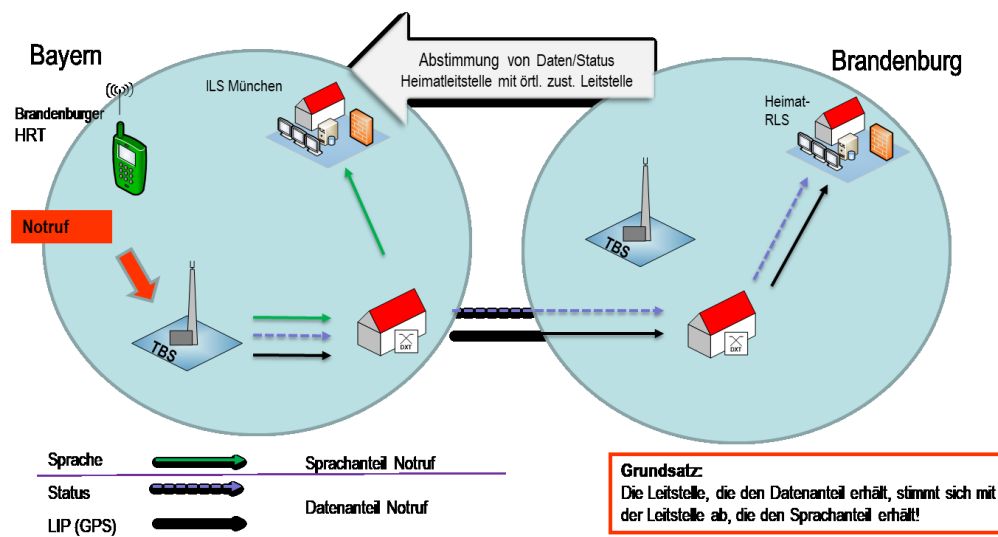 Bayern
Abstimmung von Daten/Status
Heimatleitstelle mit örtl. zust. Leitstelle
Brandenburg
ILS München
Brandenburger
HRT
Heimat-
RLS
Notruf
TBS
DXT
TBS
DXT
Sprache
Sprachanteil Notruf
Status
Datenanteil Notruf
LIP (GPS)
Grundsatz:
Die Leitstelle, die den Datenanteil erhält, stimmt sich mit
der Leitstelle ab, die den Sprachanteil erhält!